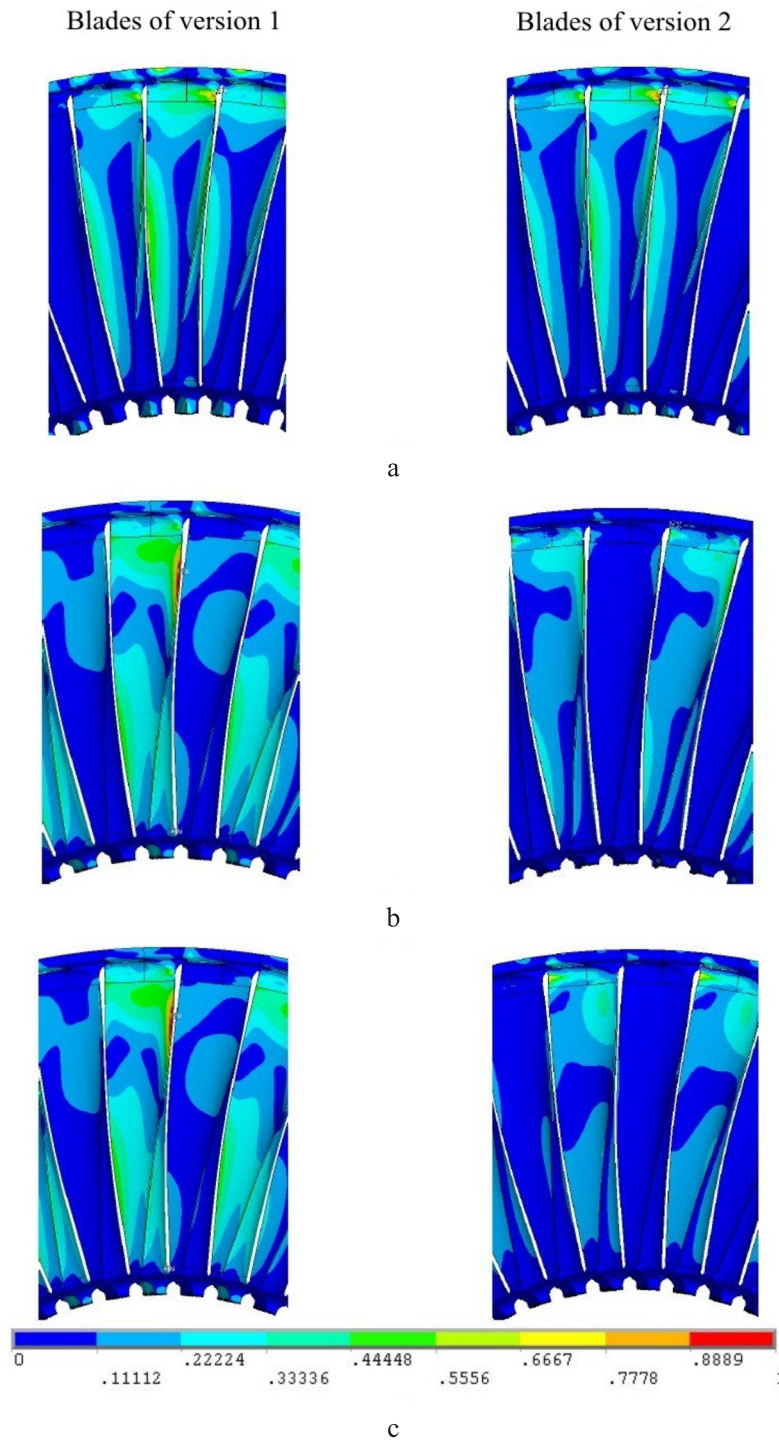 Blades of version 1
Blades of version 2
a
b
c
0 .22224 .44448 .6667 .8889
.11112 .33336 .5556 .7778